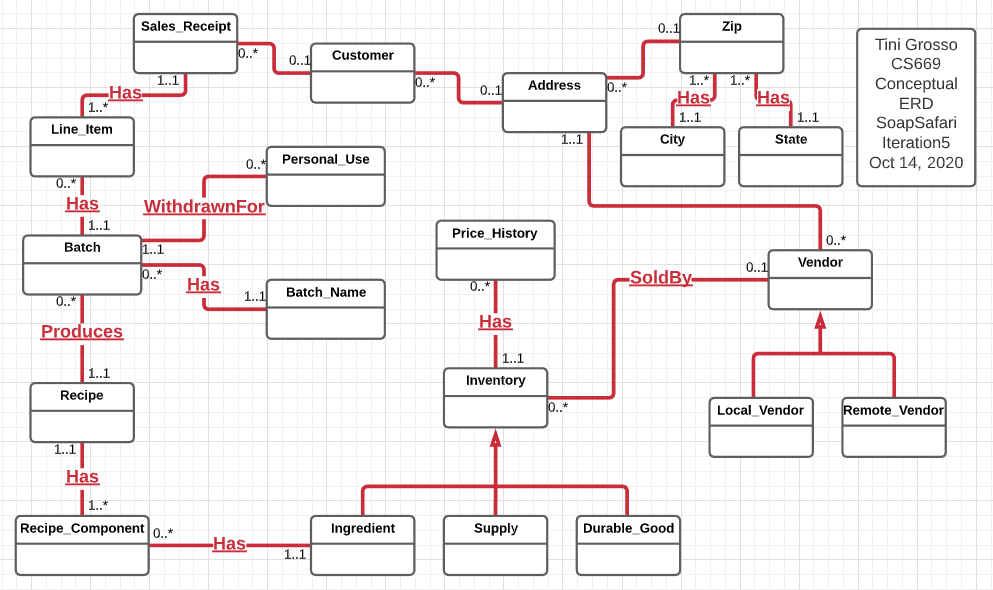 Sales_Receipt
0..*
0..1
Customer
0..*
0..1
Address
0..*
0..1
Zip
1..*
1..*
Has
Has
1..1
1..1
City
State
Tini Grosso
CS669
Conceptual
ERD
SoapSafari
Iteration5
Oct 14, 2020
1..1
Has
1..*
Line_Item
0..*
Has
1..1
Batch
1..1
WithdrawnFor
0..*
Personal_Use
0..*
Has
1..1
Batch_Name
0..*
Produces
1..1
Recipe
1..1
Has
1..*
Recipe_Component
0..*
Has
1..1
Ingredient
Supply
Durable_Good
Price_History
0..*
Has
1..1
Inventory
0..*
SoldBy
0..1
1..1
0..*
Vendor
Local_Vendor
Remote_Vendor